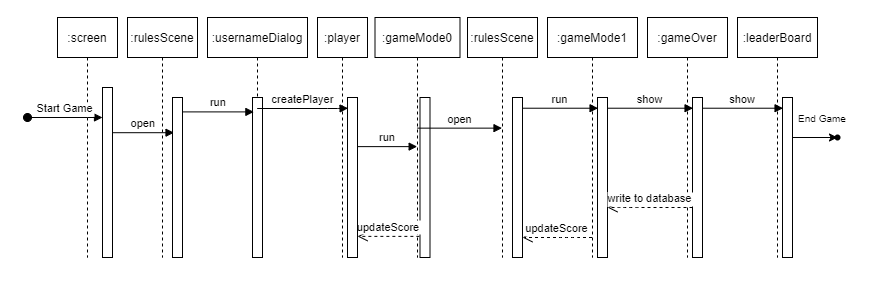 :screen
:rulesScene
:usernameDialog
:player
:gameMode0
:rulesScene
:gameMode1
:gameOver
:leaderBoard
Start Game
open
run
createPlayer
run
open
run
show
show
End Game
write to database
updateScore
updateScore